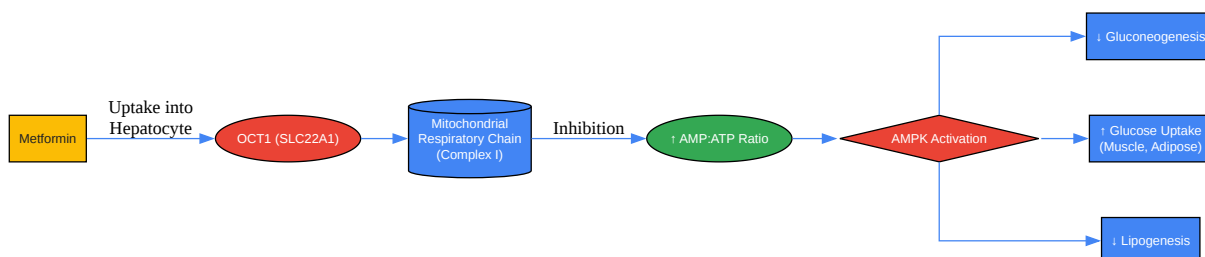 Metformin
Uptake into
Hepatocyte
OCT1 (SLC22A1)
Mitochondrial
Respiratory Chain
(Complex I)
Inhibition
↑ AMP:ATP Ratio
AMPK Activation
↓ Gluconeogenesis
↑ Glucose Uptake
(Muscle, Adipose)
↓ Lipogenesis